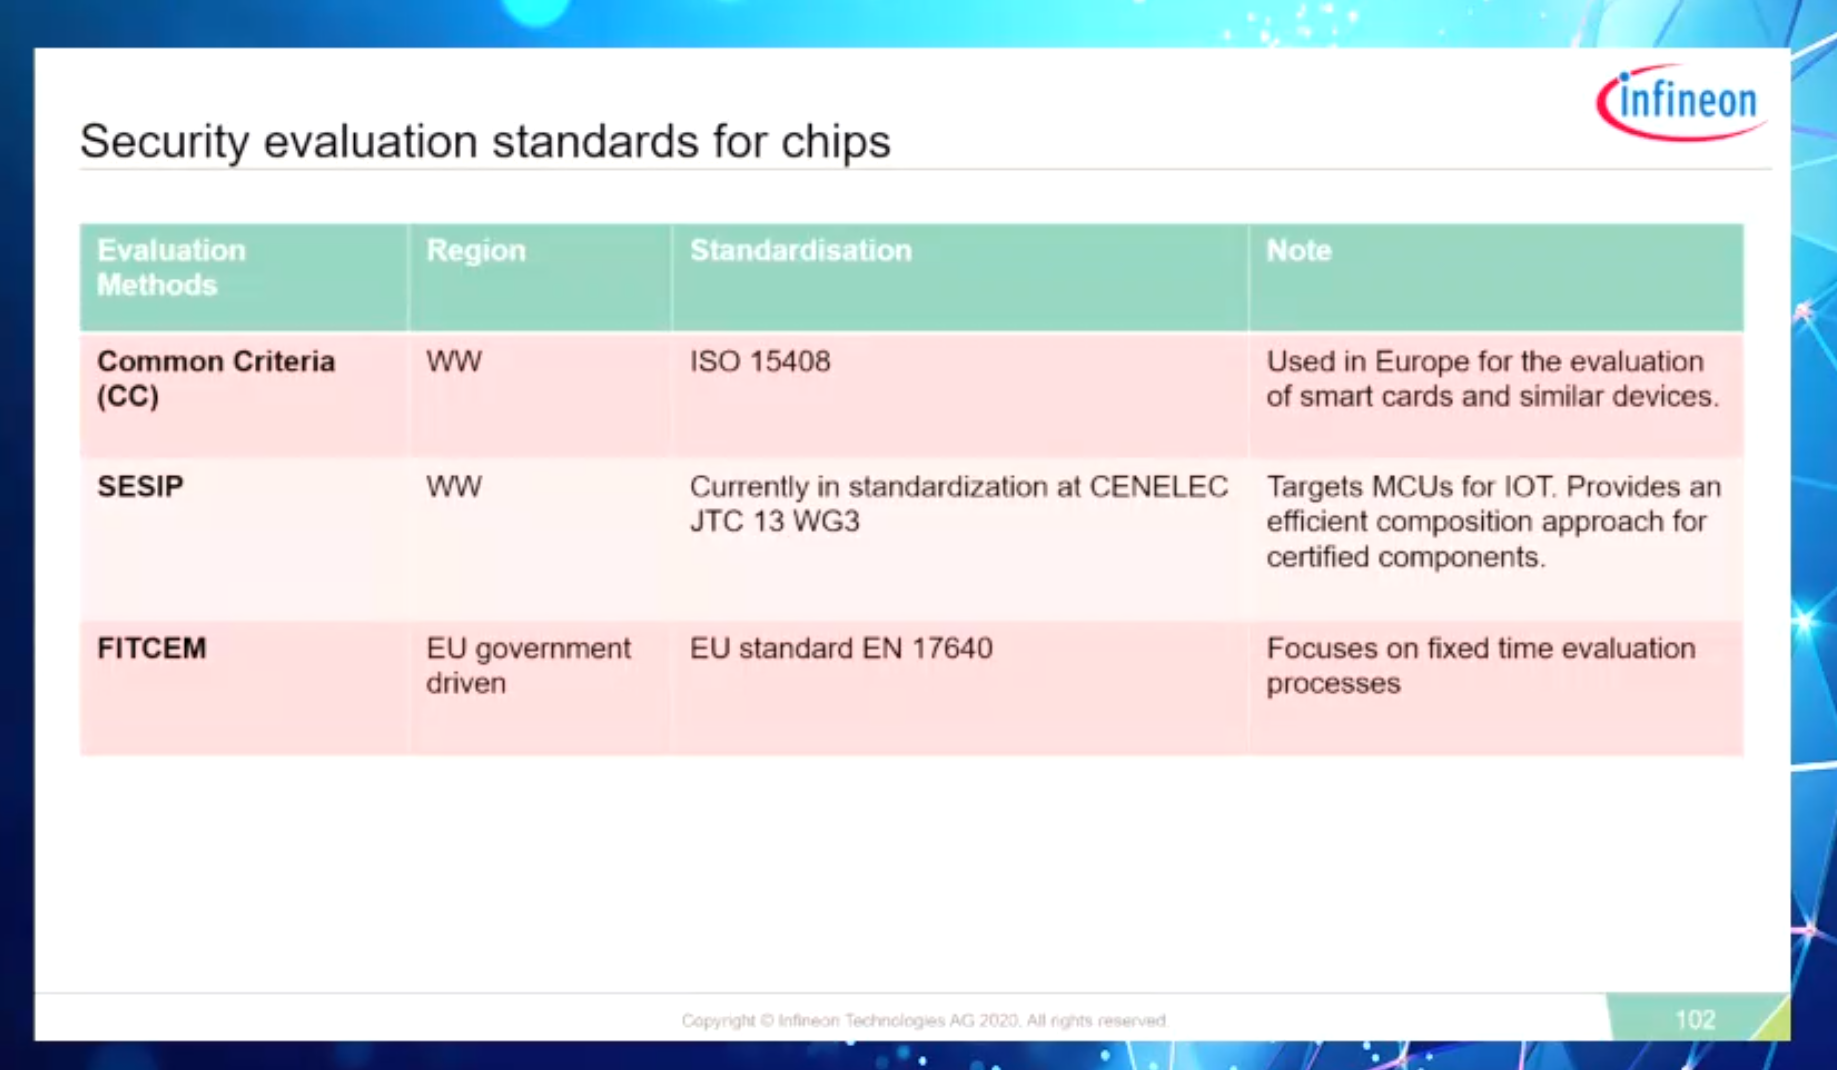 infineon
Security evaluation standards for chips
Evaluation
Methods
Region
Standardisation
Note
Common Criteria
(CC)
WW
ISO 15408
Used in Europe for the evaluation
of smart cards and similar devices.
SESIP
WW
Currently in standardization at CENELEC
JTC 13 WG3
Targets MCUs for IOT. Provides an
efficient composition approach for
certified components.
FITCEM
EU government
driven
EU standard EN 17640
Focuses on fixed time evaluation
processes
Copyright © Infineon Technologies AG 2020. All rights reserved.
102